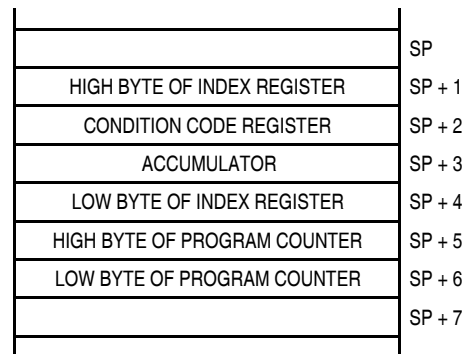 SP
HIGH BYTE OF INDEX REGISTER SP + 1
CONDITION CODE REGISTER SP + 2
ACCUMULATOR SP + 3
LOW BYTE OF INDEX REGISTER SP + 4
HIGH BYTE OF PROGRAM COUNTER SP + 5
LOW BYTE OF PROGRAM COUNTER SP + 6
SP + 7